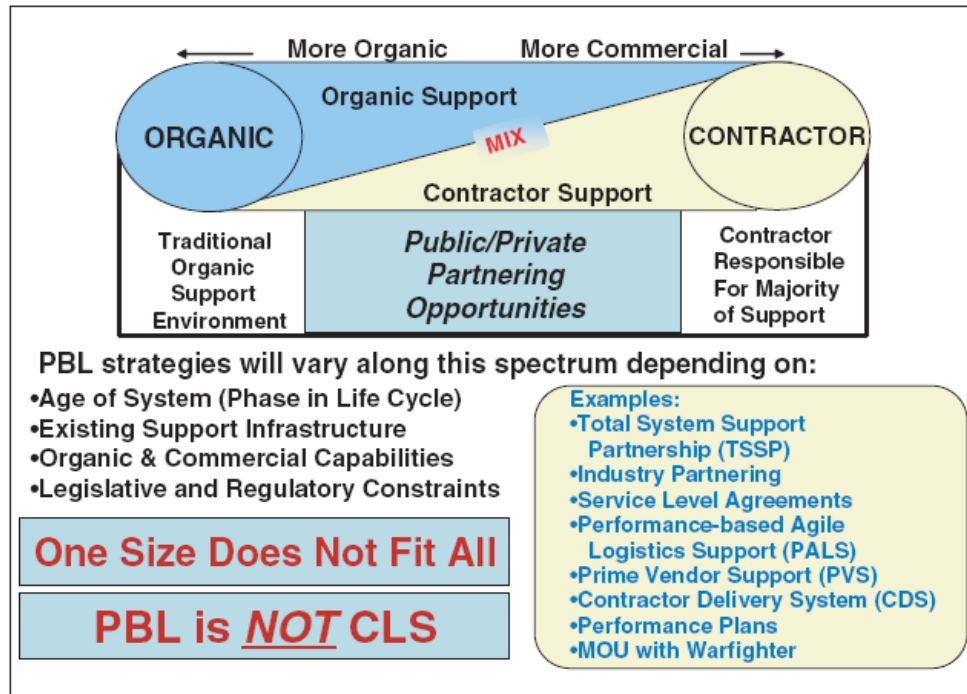 More Organic More Commercial
Organic Support
ORGANIC
MIX
CONTRACTOR
Contractor Support
Traditional
Organic
Support
Environment
Public/Private
Partnering
Opportunities
Contractor
Responsible
For Majority
of Support
PBL strategies will vary along this spectrum depending on:
•Age of System (Phase in Life Cycle)
•Existing Support Infrastructure
•Organic & Commercial Capabilities
•Legislative and Regulatory Constraints
One Size Does Not Fit All
PBL is NOT CLS
Examples:
•Total System Support
Partnership (TSSP)
•Industry Partnering
•Service Level Agreements
•Performance-based Agile
Logistics Support (PALS)
•Prime Vendor Support (PVS)
•Contractor Delivery System (CDS)
•Performance Plans
•MOU with Warfighter